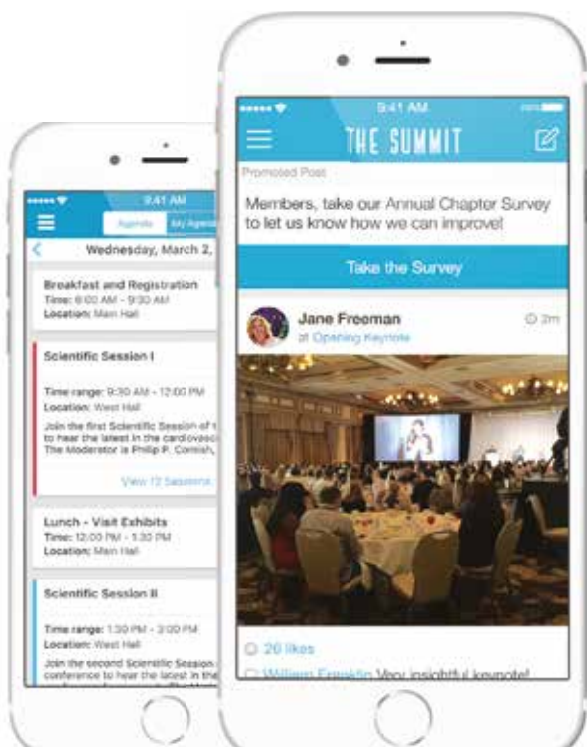 9:41 AM
Agenda
My Agenda
Wednesday, March 2,
Breakfast and Registration
Time: 8:00 AM - 9:30 AM
Location: Main Hall
Scientific Session I
Time range: 9:30 AM - 12:00 PM
Location: West Hall
Join the first Scientific Session of t
to hear the latest in the cardiovasc
The Moderator is Philip P. Cornish,
View 12 Sessions
Lunch - Visit Exhibits
Time: 12:00 PM - 1:30 PM
Location: Main Hall
Scientific Session II
Time range: 1:30 PM - 3:00 PM
Location: West Hall
Join the second Scientific Session
conference to hear the latest in the
9:41 AM
THE SUMMIT
Promoted Post
Members, take our Annual Chapter Survey
to let us know how we can improve!
Take the Survey
Jane Freeman
2m
at Opening Keynote
26 likes
William Franklin Very insightful keynote!